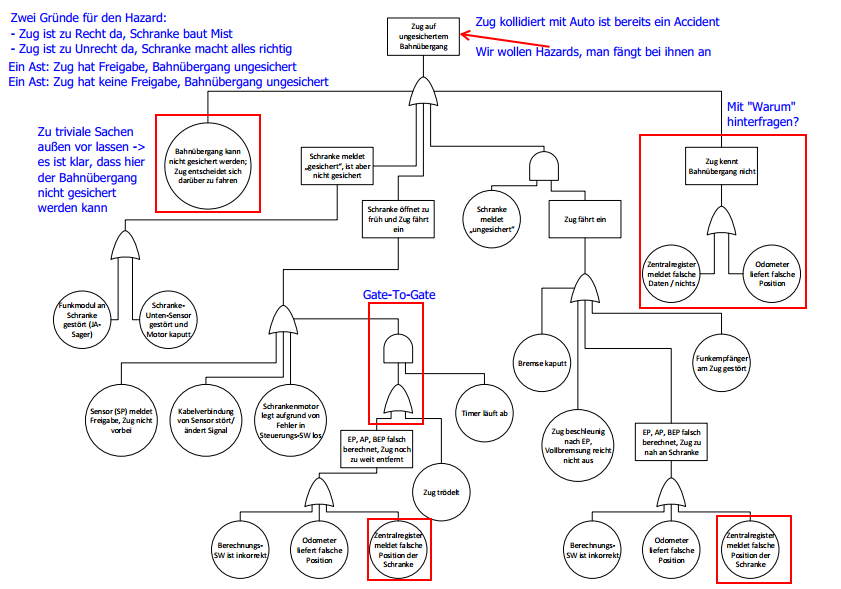 Zwei Gründe für den Hazard:
- Zug ist zu Recht da, Schranke baut Mist
- Zug ist zu Unrecht da, Schranke macht alles richtig
Ein Ast: Zug hat Freigabe, Bahnübergang ungesichert
Ein Ast: Zug hat keine Freigabe, Bahnübergang ungesichert
Zug auf
ungesichertem
Bahnübergang
Zug kollidiert mit Auto ist bereits ein Accident
Wir wollen Hazards, man fängt bei ihnen an
Mit "Warum"
hinterfragen?
Zu triviale Sachen
außen vor lassen ->
es ist klar, dass hier
der Bahnübergang
nicht gesichert
werden kann
Bahnübergang kann
nicht gesichert werden;
Zug entscheidet sich
darüber zu fahren
Schranke meldet
„gesichert“, ist aber
nicht gesichert
Zug kennt
Bahnübergang nicht
Schranke öffnet zu
früh und Zug fährt
ein
Schranke
meldet
„ungesichert“
Zug fährt ein
Zentralregister
meldet falsche
Daten / nichts
Odometer
liefert falsche
Position
Funkmodul an
Schranke
gestört (JA-
Sager)
Schranke-
Unten-Sensor
gestört und
Motor kaputt
Gate-To-Gate
Bremse kaputt
Funkempfänger
am Zug gestört
Sensor (SP) meldet
Freigabe, Zug nicht
vorbei
Kabelverbindung
von Sensor stört/
ändert Signal
Schrankenmotor
legt aufgrund von
Fehler in
Steuerungs-SW los
Timer läuft ab
EP, AP, BEP falsch
berechnet, Zug noch
zu weit entfernt
Zug trödelt
Zug beschleunig
nach EP,
Vollbremsung reicht
nicht aus
EP, AP, BEP falsch
berechnet, Zug zu
nah an Schranke
Berechnungs-
SW ist inkorrekt
Odometer
liefert falsche
Position
Zentralregister
meldet falsche
Position der
Schranke
Berechnungs-
SW ist inkorrekt
Odometer
liefert falsche
Position
Zentralregister
meldet falsche
Position der
Schranke